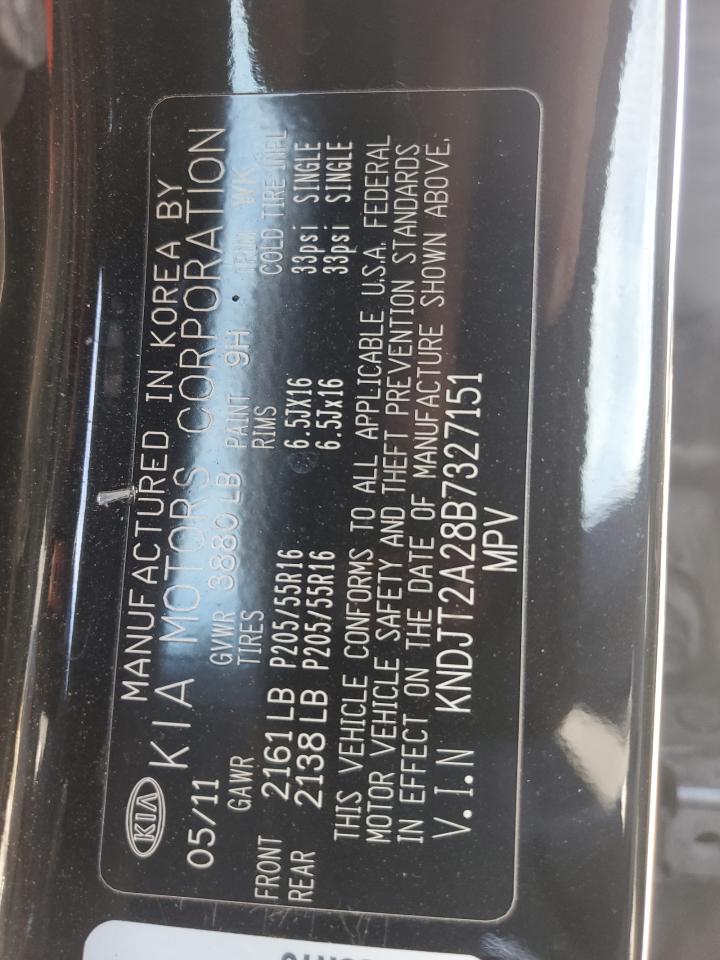 KIA
MANUFACTURED IN KOREA BY
KIA MOTORS CORPORATION
05/11 GVWR 3880 LB PAINT 9H TRIM WK
GAWR TIRES RIMS COLD TIRE INFL
FRONT 2161 LB P205/55R16 6.5Jx16 33psi SINGLE
REAR 2138 LB P205/55R16 6.5Jx16 33psi SINGLE
THIS VEHICLE CONFORMS TO ALL APPLICABLE U.S.A. FEDERAL
MOTOR VEHICLE SAFETY AND THEFT PREVENTION STANDARDS
IN EFFECT ON THE DATE OF MANUFACTURE SHOWN ABOVE.
V.I.N KNDJT2A28B7327151
MPV